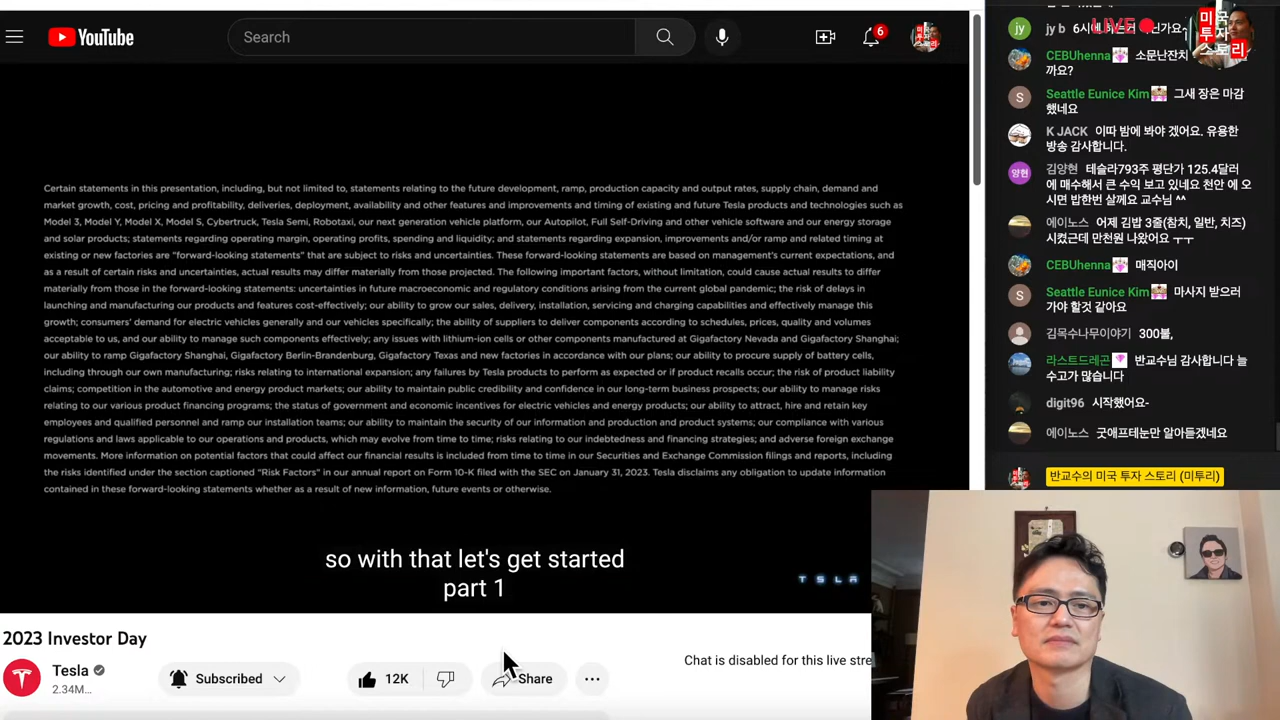 YouTube
Search
6
Certain statements in this presentation, including, but not limited to, statements relating to the future development, ramp, production capacity and output rates, supply chain, demand and
market growth, cost, pricing and profitability, deliveries, deployment, availability and other features and improvements and timing of existing and future Tesla products and technologies such as
Model 3, Model Y, Model X, Model S, Cybertruck, Tesla Semi, Robotaxi, our next generation vehicle platform, our Autopilot, Full Self-Driving and other vehicle software and our energy storage
and solar products; statements regarding operating margin, operating profits, spending and liquidity; and statements regarding expansion, improvements and/or ramp and related timing at
existing or new factories are "forward-looking statements" that are subject to risks and uncertainties. These forward-looking statements are based on management's current expectations, and
as a result of certain risks and uncertainties, actual results may differ materially from those projected. The following important factors, without limitation, could cause actual results to differ
materially from those in the forward-looking statements: uncertainties in future macroeconomic and regulatory conditions arising from the current global pandemic; the risk of delays in
launching and manufacturing our products and features cost-effectively; our ability to grow our sales, delivery, installation, servicing and charging capabilities and effectively manage this
growth; consumers' demand for electric vehicles generally and our vehicles specifically; the ability of suppliers to deliver components according to schedules, prices, quality and volumes
acceptable to us, and our ability to manage such components effectively; any issues with lithium-ion cells or other components manufactured at Gigafactory Nevada and Gigafactory Shanghai;
our ability to ramp Gigafactory Shanghai, Gigafactory Berlin-Brandenburg, Gigafactory Texas and new factories in accordance with our plans; our ability to procure supply of battery cells,
including through our own manufacturing; risks relating to international expansion; any failures by Tesla products to perform as expected or if product recalls occur; the risk of product liability
claims; competition in the automotive and energy product markets; our ability to maintain public credibility and confidence in our long-term business prospects; our ability to manage risks
relating to our various product financing programs; the status of government and economic incentives for electric vehicles and energy products; our ability to attract, hire and retain key
employees and qualified personnel and ramp our installation teams; our ability to maintain the security of our information and production and product systems; our compliance with various
regulations and laws applicable to our operations and products, which may evolve from time to time; risks relating to our indebtedness and financing strategies; and adverse foreign exchange
movements. More information on potential factors that could affect our financial results is included from time to time in our Securities and Exchange Commission filings and reports, including
the risks identified under the section captioned "Risk Factors" in our annual report on Form 10-K filed with the SEC on January 31, 2023. Tesla disclaims any obligation to update information
contained in these forward-looking statements whether as a result of new information, future events or otherwise.
so with that let's get started
part 1
TSLA
2023 Investor Day
Tesla
2.34M...
Subscribed
12K
Share
Chat is disabled for this live stre
LIVE
미국
투자
스토리
jy
jy b 6시에
CEBUhenna 소문난잔치
까요?
S
Seattle Eunice Kim 그새 장은 마감
했네요
K JACK 이따 밤에 봐야 겠어요. 유용한
방송 감사합니다.
양현
김양현 테슬라793주 평단가 125.4달러
에 매수해서 큰 수익 보고 있네요 천안 에 오
시면 밥한번 살께요 교수님 ^^
에이노스 어제 김밥 3줄(참치, 일반, 치즈)
시켰는데 만천원 나왔어요 ㅜㅜ
CEBUhenna 매직아이
S
Seattle Eunice Kim 마사지 받으러
가야 할것 같아요
김목수나무이야기 300불,
라스트드레곤 반교수님 감사합니다 늘
수고가 많습니다
digit96 시작했어요-
에이노스 굿애프테눈만 알아듣겠네요
반교수의 미국 투자 스토리 (미투리)